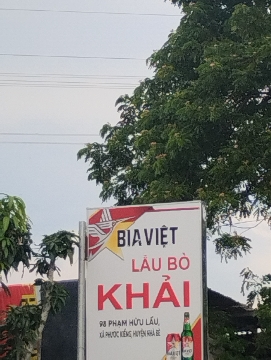 BIA VIỆT
LẨU BÒ
KHẢI
98 PHẠM HỮU LẦU,
XÃ PHƯỚC KIỂNG, HUYỆN NHÀ BÈ